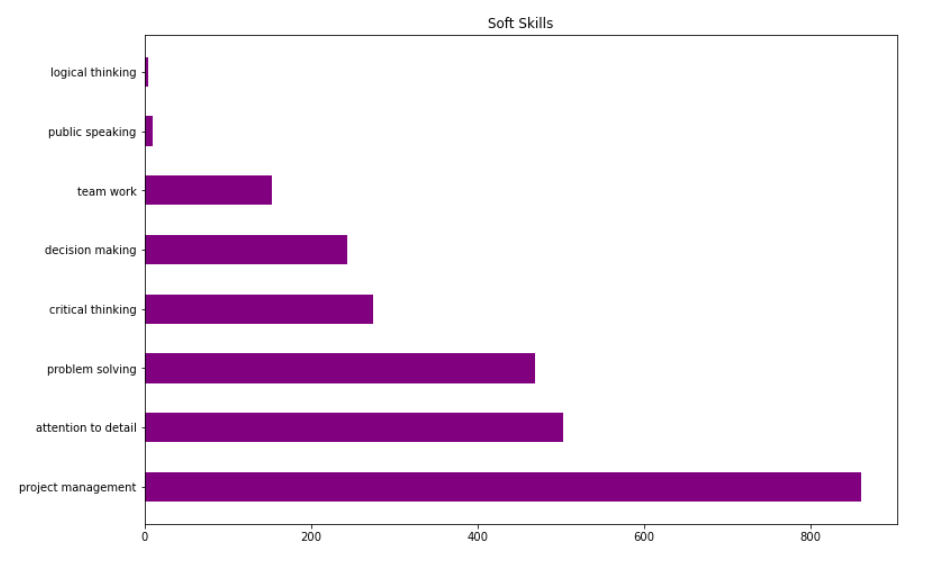 Soft Skills
logical thinking
public speaking
team work
decision making
critical thinking
problem solving
attention to detail
project management
0 200 400 600 800